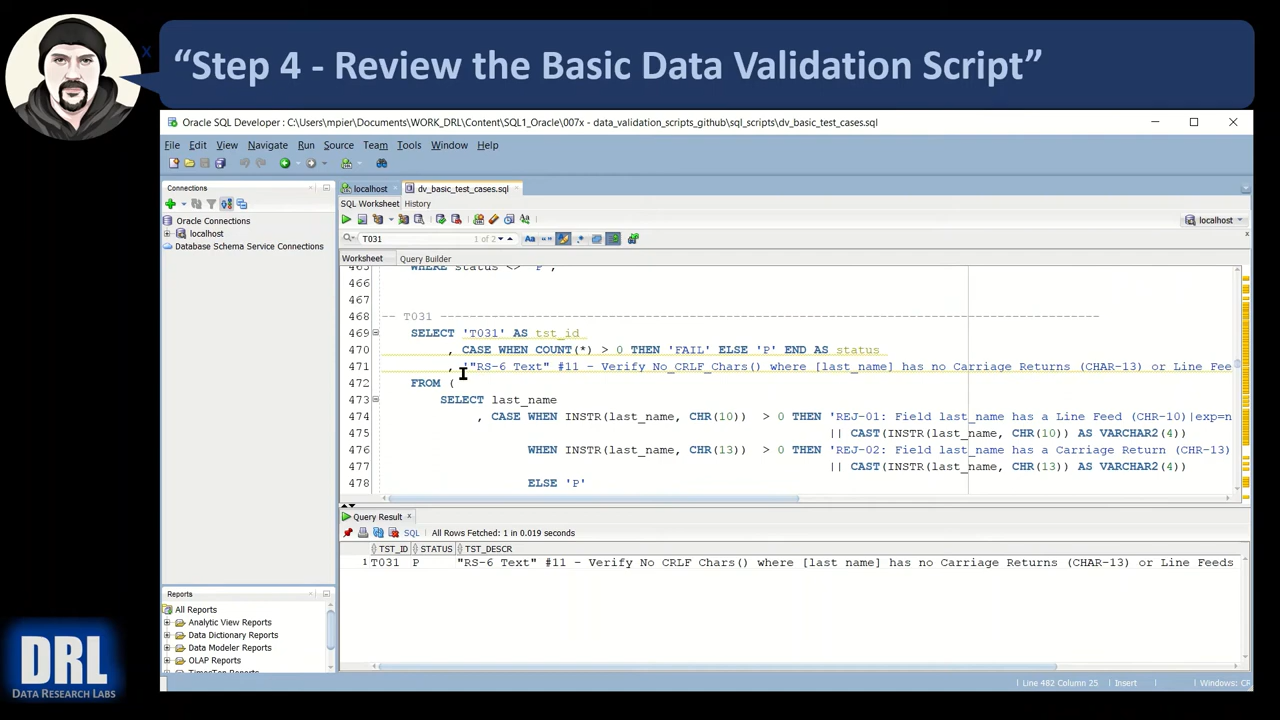 “Step 4 - Review the Basic Data Validation Script”
x
Oracle SQL Developer : C:\Users\mpier\Documents\WORK_DRL\Content\SQL1_Oracle\007x - data_validation_scripts_github\sql_scripts\dv_basic_test_cases.sql
File Edit View Navigate Run Source Team Tools Window Help
Connections
Oracle Connections
localhost
Database Schema Service Connections
localhost dv_basic_test_cases.sql
SQL Worksheet History
localhost
T031 1 of 2
Worksheet Query Builder
465 WHERE status <> 'P';
466
467
468 -- T031 ------------------------------------------------------------------------------------------
469 SELECT 'T031' AS tst_id
470 , CASE WHEN COUNT(*) > 0 THEN 'FAIL' ELSE 'P' END AS status
471 , '"RS-6 Text" #11 - Verify No_CRLF_Chars() where [last_name] has no Carriage Returns (CHAR-13) or Line Fee
472 FROM (
473 SELECT last_name
474 , CASE WHEN INSTR(last_name, CHR(10)) > 0 THEN 'REJ-01: Field last_name has a Line Feed (CHR-10)|exp=n
475 || CAST(INSTR(last_name, CHR(10)) AS VARCHAR2(4))
476 WHEN INSTR(last_name, CHR(13)) > 0 THEN 'REJ-02: Field last_name has a Carriage Return (CHR-13)
477 || CAST(INSTR(last_name, CHR(13)) AS VARCHAR2(4))
478 ELSE 'P'
Query Result
SQL | All Rows Fetched: 1 in 0.019 seconds
TST_ID STATUS TST_DESCR
1 T031 P "RS-6 Text" #11 - Verify No_CRLF_Chars() where [last_name] has no Carriage Returns (CHAR-13) or Line Feeds
Reports
All Reports
Analytic View Reports
Data Dictionary Reports
Data Modeler Reports
OLAP Reports
TimesTen Reports
Line 482 Column 25 Insert Windows: CR
DRL
DATA RESEARCH LABS